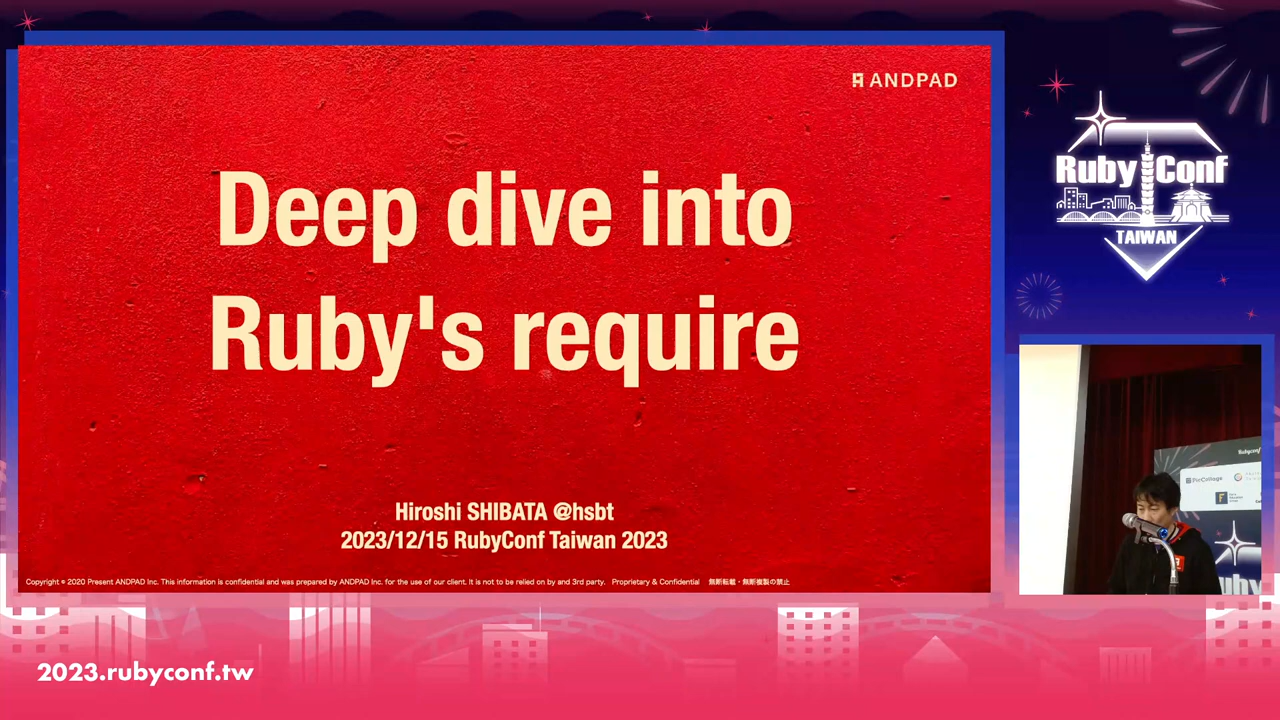 ANDPAD
Deep dive into
Ruby's require
Hiroshi SHIBATA @hsbt
2023/12/15 RubyConf Taiwan 2023
Copyright © 2020 Present ANDPAD Inc. This information is confidential and was prepared by ANDPAD Inc. for the use of our client. It is not to be relied on by and 3rd party. Proprietary & Confidential 無断転載・無断複製の禁止
Ruby Conf
TAIWAN
2023.rubyconf.tw